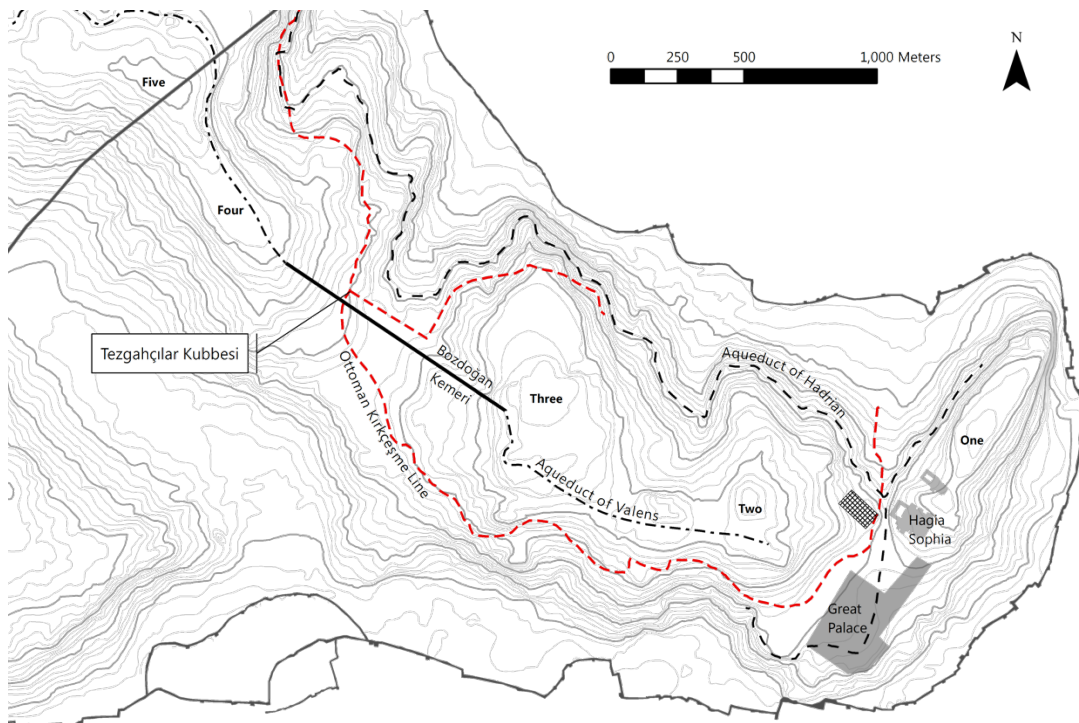 N
0 250 500 1,000 Meters
Five
Four
Tezgahçılar Kubbesi
Bozdoğan
Kemeri
Three
Aqueduct of Hadrian
One
Ottoman Kırkçeşme Line
Aqueduct of Valens
Two
Hagia
Sophia
Great
Palace